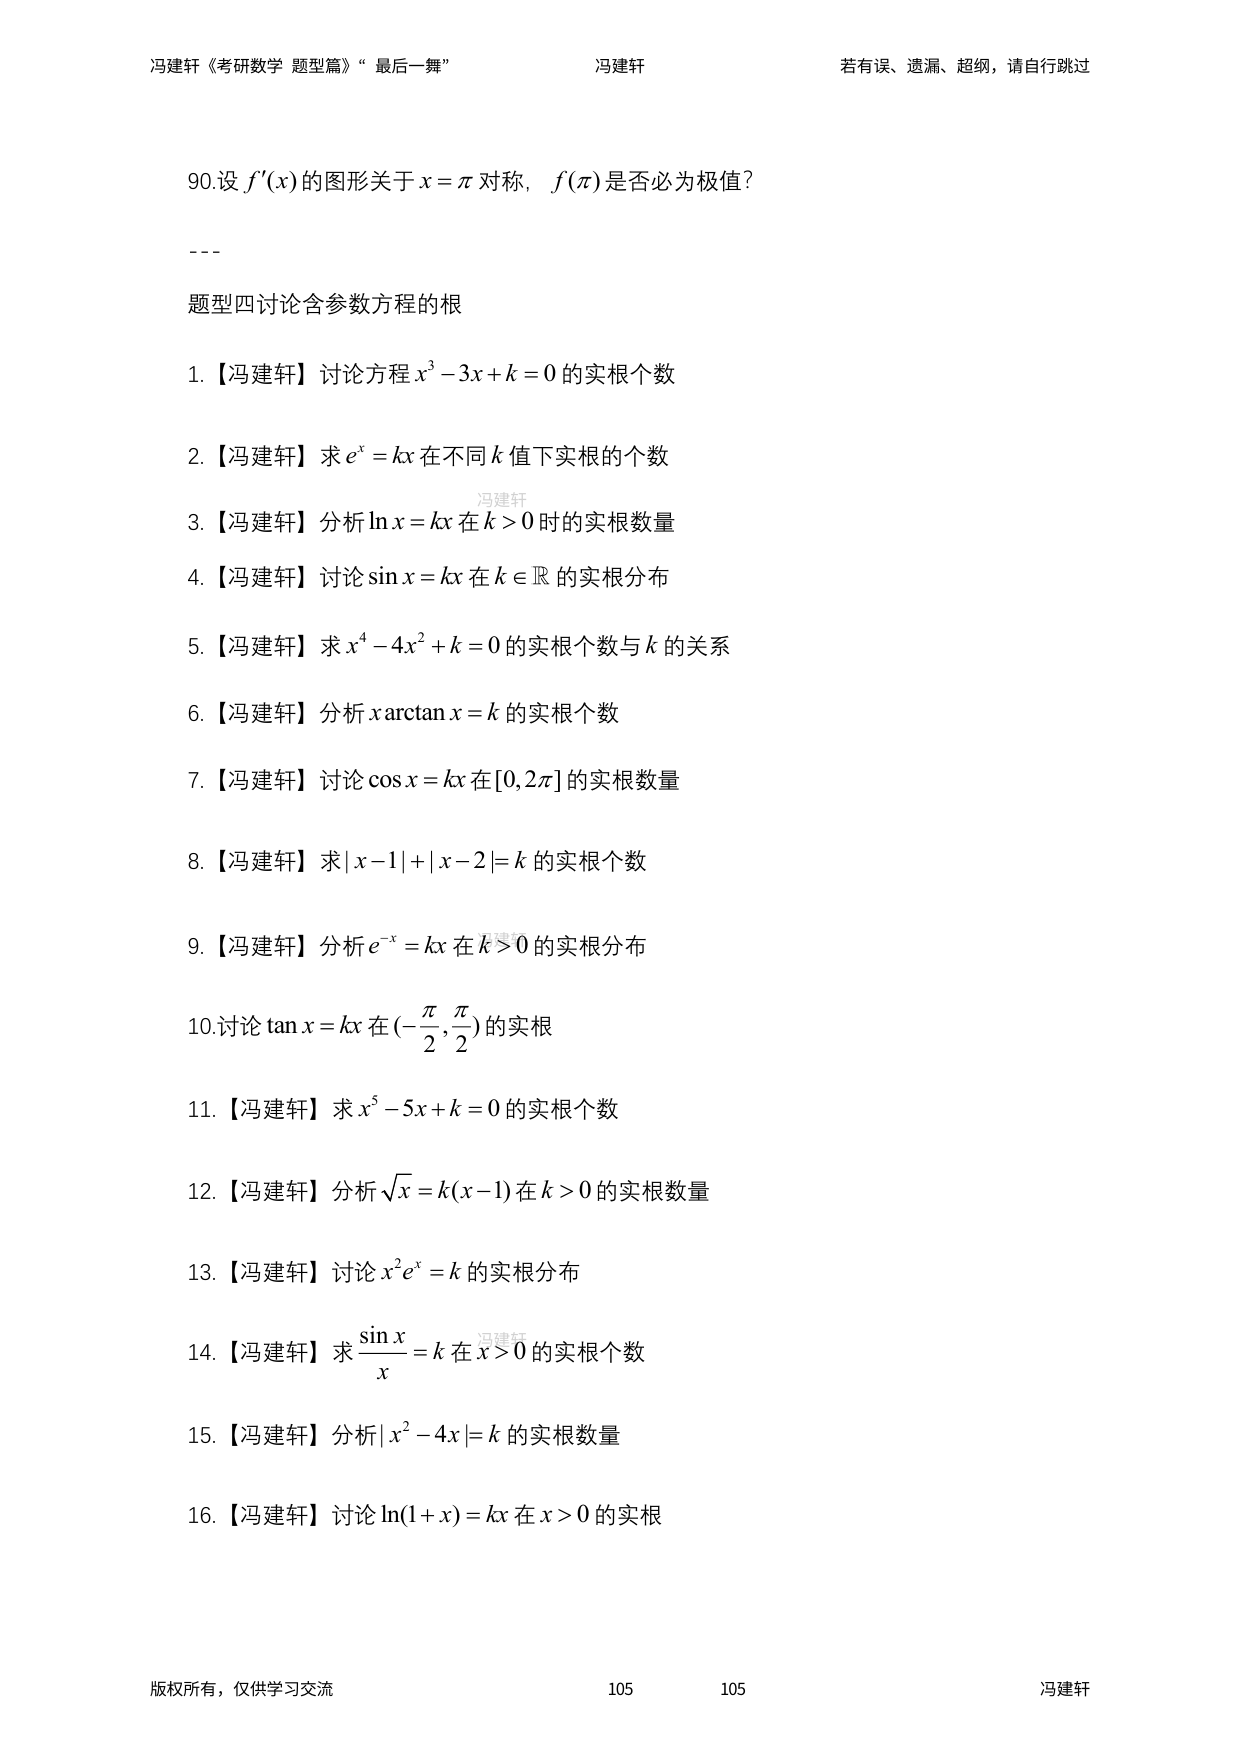 冯建轩《考研数学 题型篇》“ 最后一舞” 冯建轩 若有误、遗漏、超纲，请自行跳过
90.设 f′(x) 的图形关于 x = π 对称， f(π) 是否必为极值？
---
题型四讨论含参数方程的根
1.【冯建轩】讨论方程 x³ − 3x + k = 0 的实根个数
2.【冯建轩】求 eˣ = kx 在不同 k 值下实根的个数
冯建轩
3.【冯建轩】分析 ln x = kx 在 k > 0 时的实根数量
4.【冯建轩】讨论 sin x = kx 在 k ∈ ℝ 的实根分布
5.【冯建轩】求 x⁴ − 4x² + k = 0 的实根个数与 k 的关系
6.【冯建轩】分析 x arctan x = k 的实根个数
7.【冯建轩】讨论 cos x = kx 在 [0, 2π] 的实根数量
8.【冯建轩】求 | x − 1 | + | x − 2 |= k 的实根个数
冯建轩
9.【冯建轩】分析 e⁻ˣ = kx 在 k > 0 的实根分布
10.讨论 tan x = kx 在 (−π/2, π/2) 的实根
11.【冯建轩】求 x⁵ − 5x + k = 0 的实根个数
12.【冯建轩】分析 √x = k(x − 1) 在 k > 0 的实根数量
13.【冯建轩】讨论 x²eˣ = k 的实根分布
冯建轩
14.【冯建轩】求 sin x/x = k 在 x > 0 的实根个数
15.【冯建轩】分析 | x² − 4x |= k 的实根数量
16.【冯建轩】讨论 ln(1 + x) = kx 在 x > 0 的实根
版权所有，仅供学习交流 105 105 冯建轩